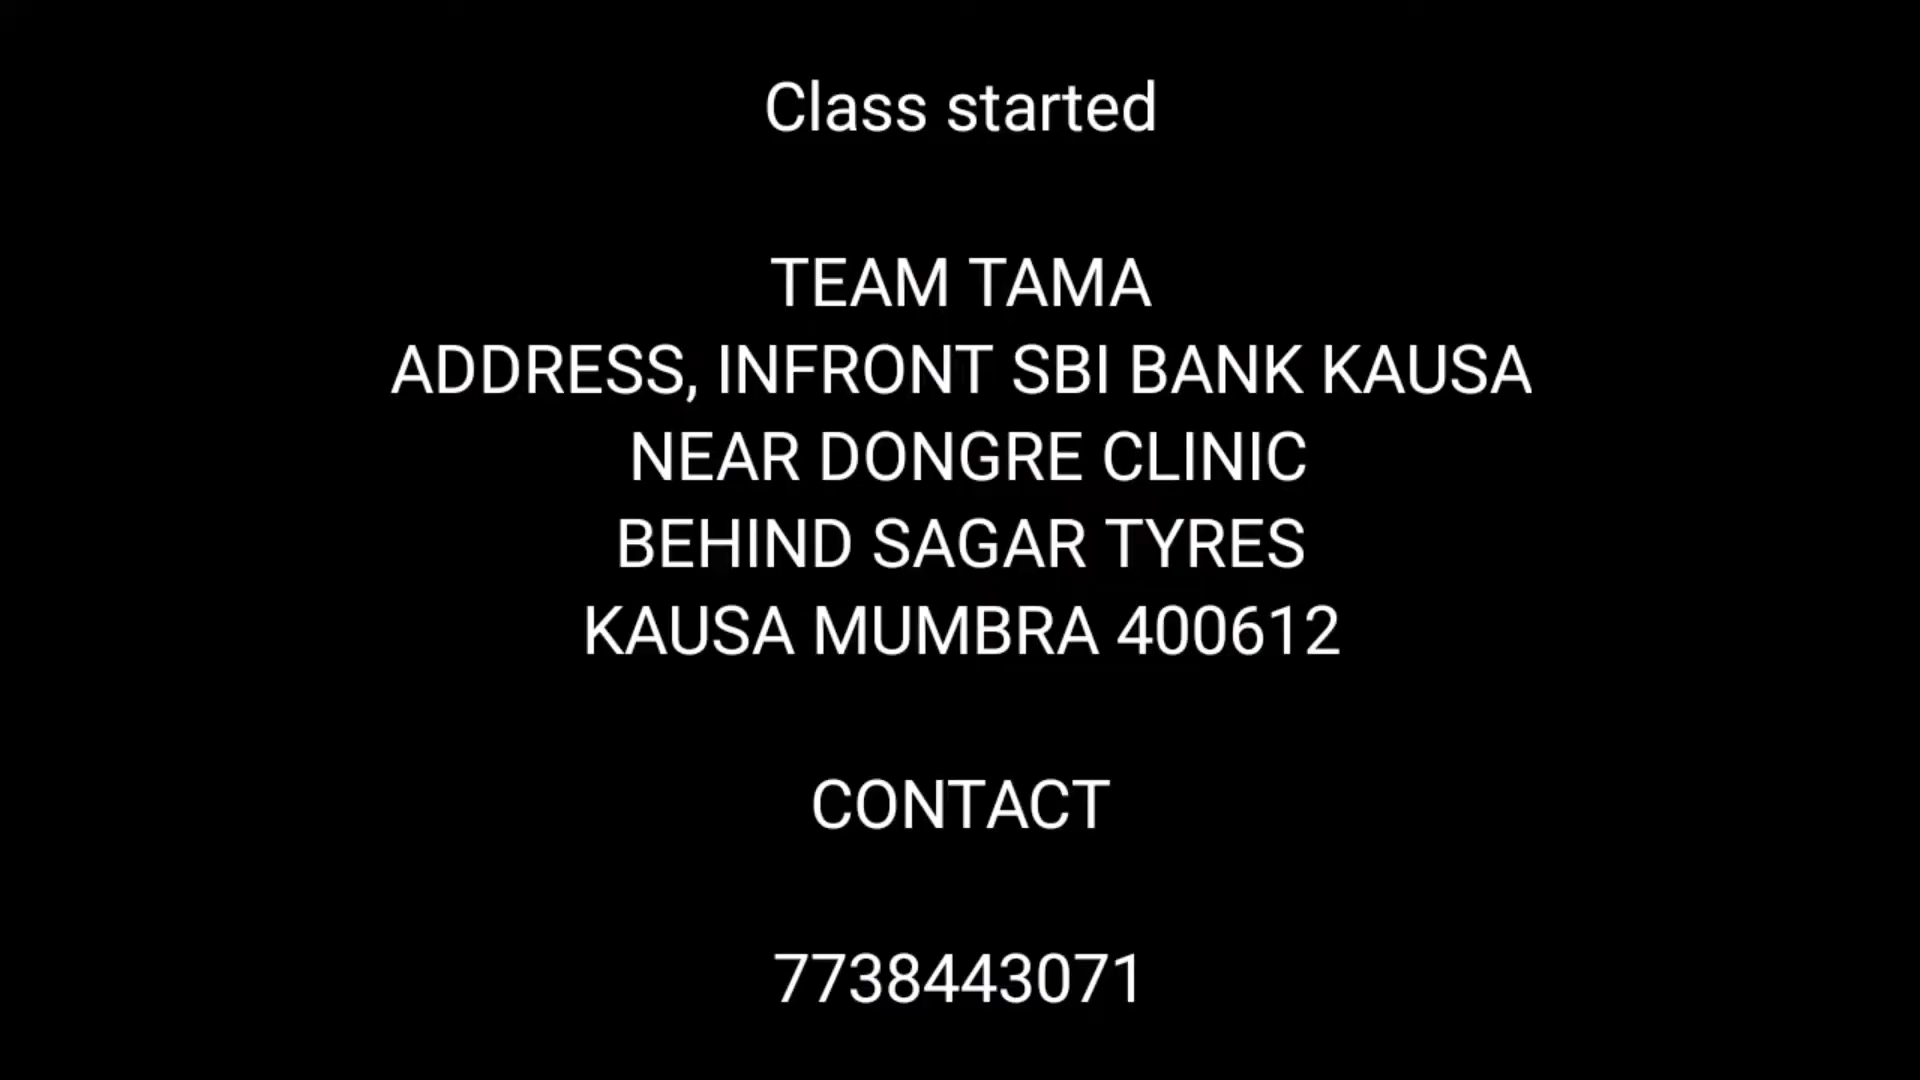 Class started
TEAM TAMA
ADDRESS, INFRONT SBI BANK KAUSA
NEAR DONGRE CLINIC
BEHIND SAGAR TYRES
KAUSA MUMBRA 400612
CONTACT
7738443071